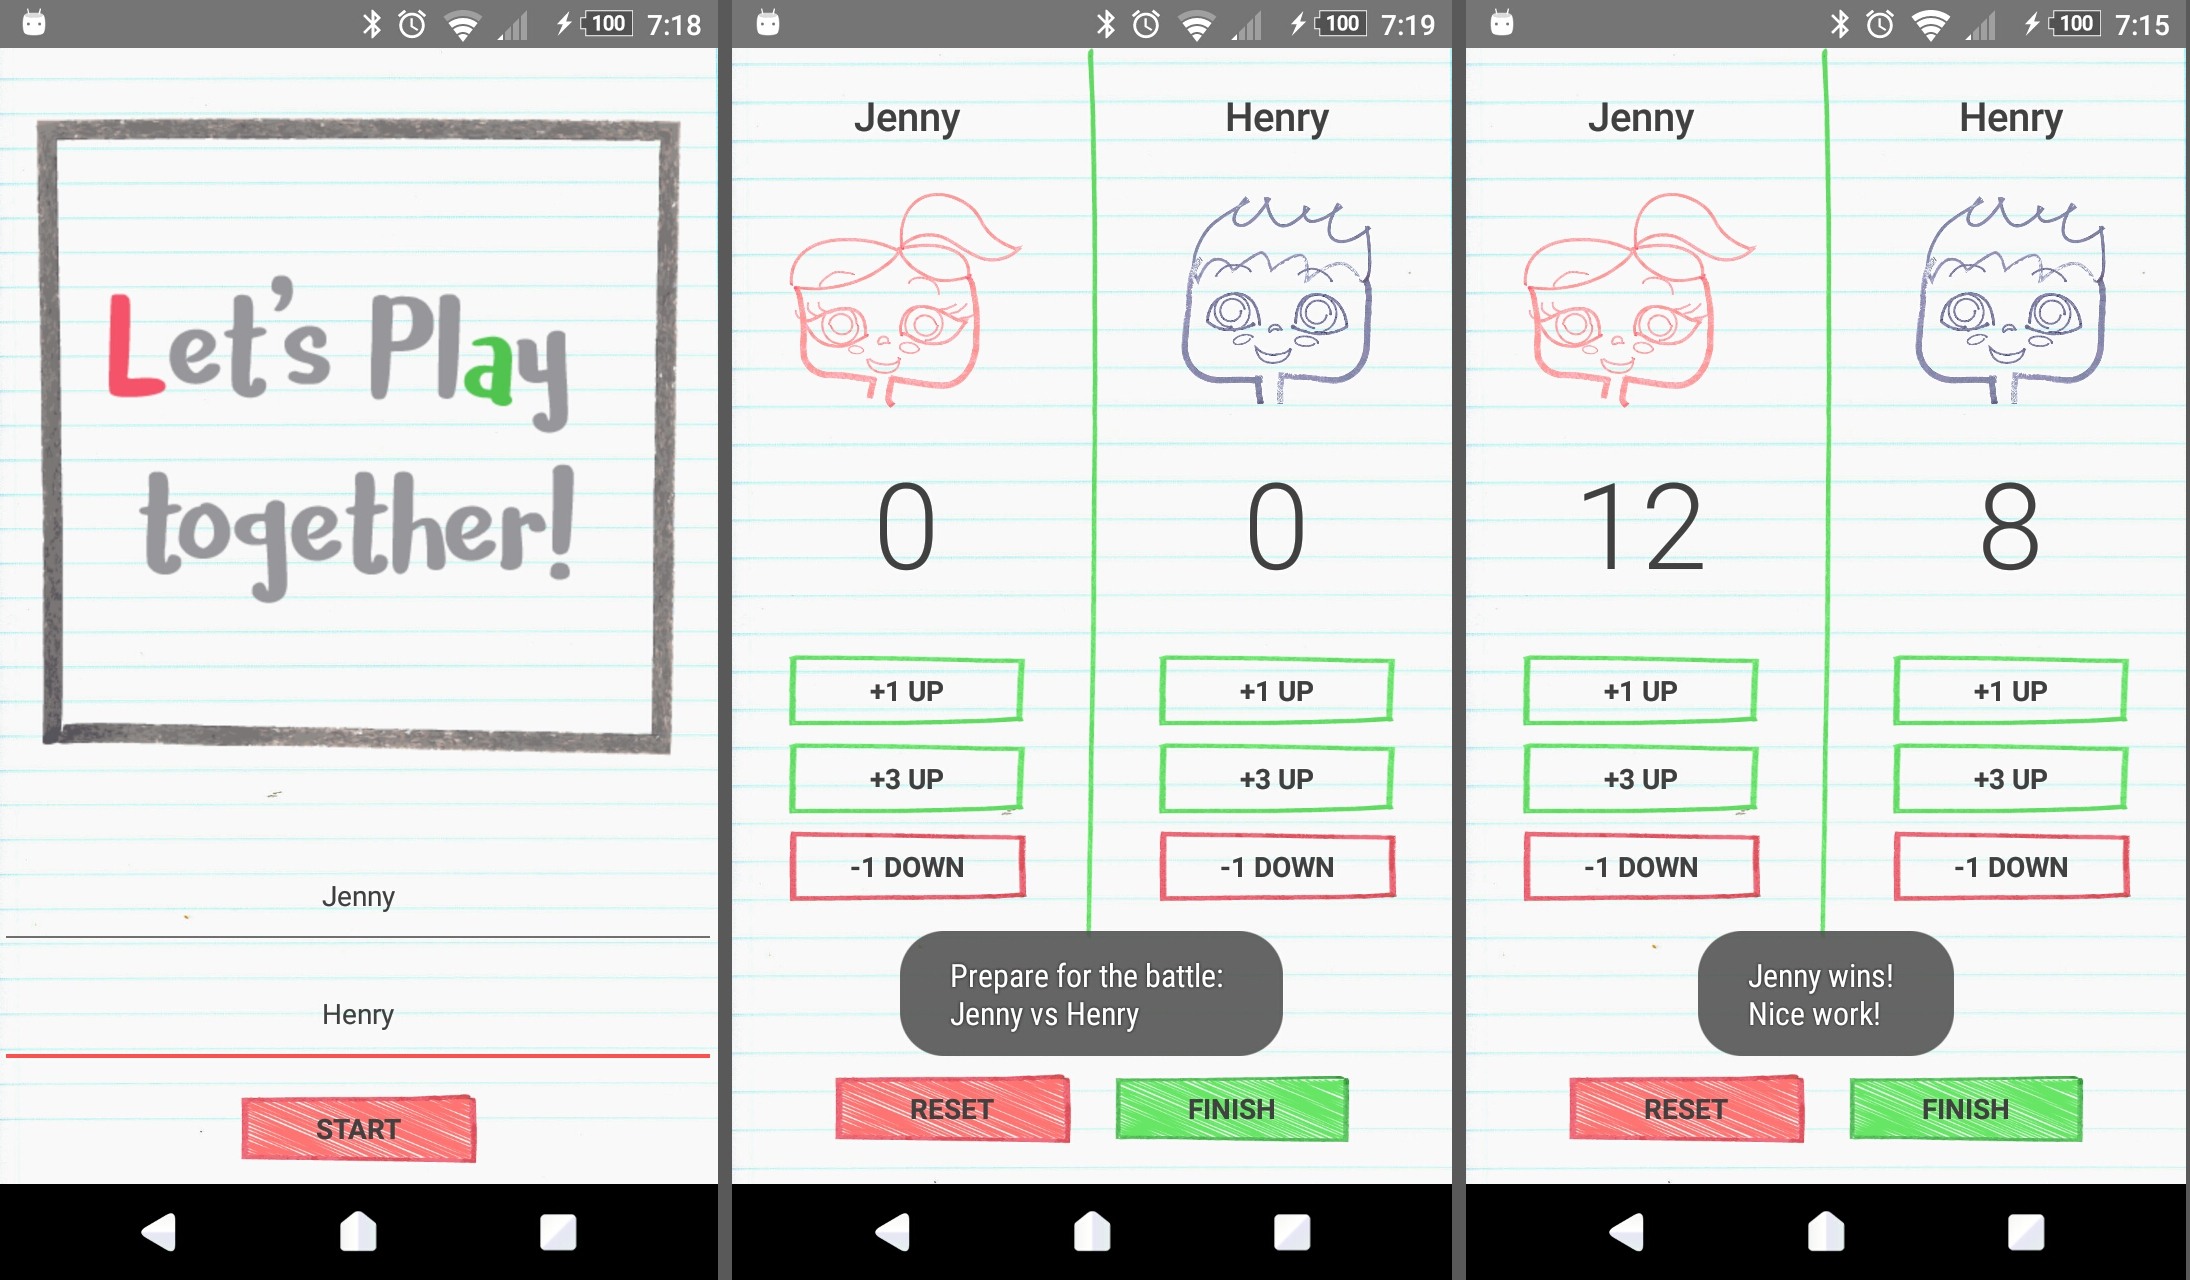 100 7:18
Let's Play
together!
Jenny
Henry
START
100 7:19
Jenny Henry
0 0
+1 UP +1 UP
+3 UP +3 UP
-1 DOWN -1 DOWN
Prepare for the battle:
Jenny vs Henry
RESET FINISH
100 7:15
Jenny Henry
12 8
+1 UP +1 UP
+3 UP +3 UP
-1 DOWN -1 DOWN
Jenny wins!
Nice work!
RESET FINISH